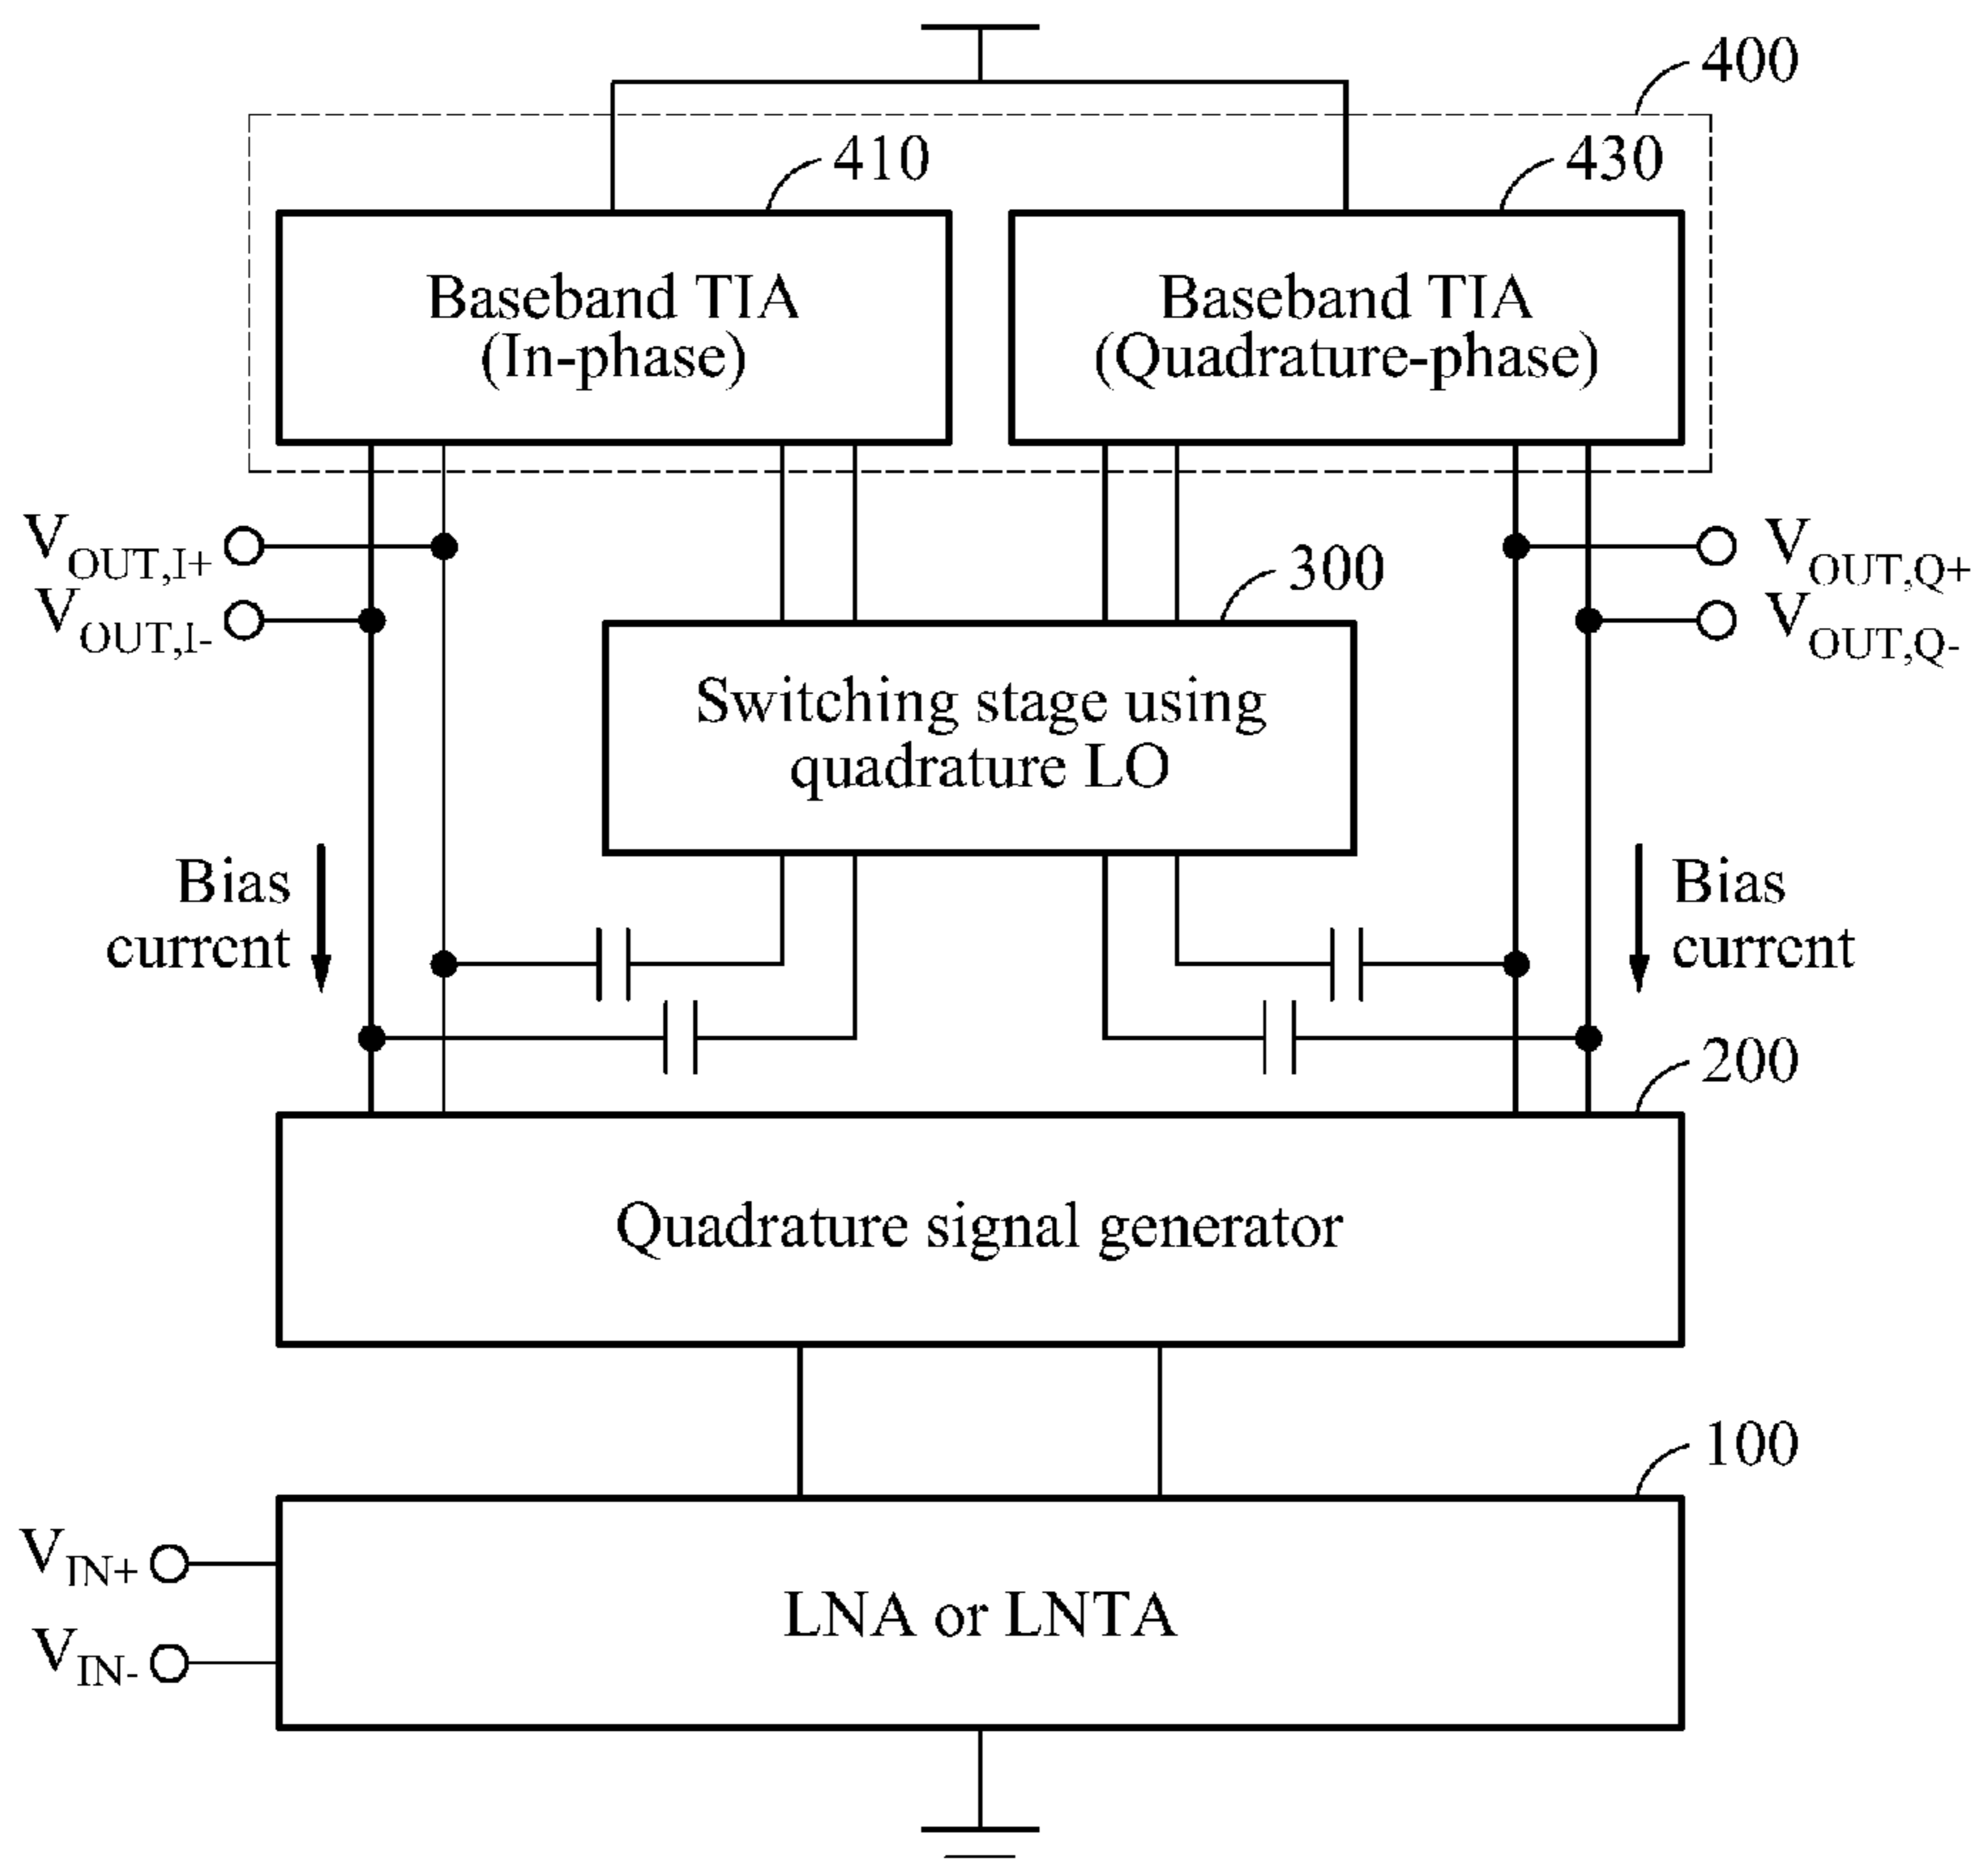 400
410
430
Baseband TIA
(In-phase)
Baseband TIA
(Quadrature-phase)
VOUT,I+
VOUT,I-
VOUT,Q+
VOUT,Q-
300
Switching stage using
quadrature LO
Bias
current
Bias
current
200
Quadrature signal generator
100
VIN+
VIN-
LNA or LNTA